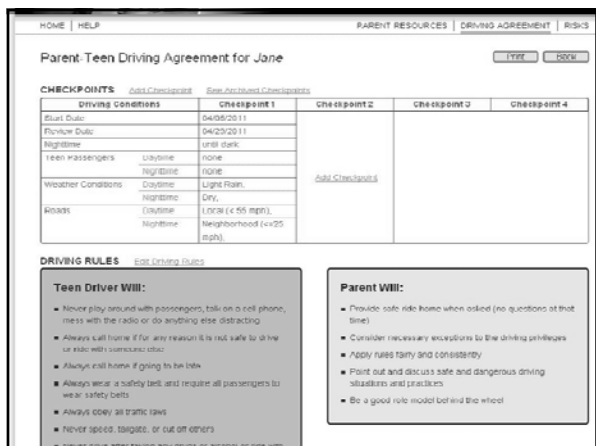 HOME | HELP
PARENT RESOURCES | DRIVING AGREEMENT | RISKS
Parent-Teen Driving Agreement for Jane
Print Back
CHECKPOINTS Add Checkpoint See Archived Checkpoints
Driving Conditions Checkpoint 1 Checkpoint 2 Checkpoint 3 Checkpoint 4
Start Date 04/08/2011
Review Date 04/29/2011
Nighttime until dark
Teen Passengers Daytime none
Nighttime none
Add Checkpoint
Weather Conditions Daytime Light Rain,
Nighttime Dry,
Roads Daytime Local (< 55 mph),
Nighttime Neighborhood (<=25
mph),
DRIVING RULES Edit Driving Rules
Teen Driver Will:
▪ Never play around with passengers, talk on a cell phone,
mess with the radio or do anything else distracting
▪ Always call home if for any reason it is not safe to drive
or ride with someone else
▪ Always call home if going to be late
▪ Always wear a safety belt and require all passengers to
wear safety belts
▪ Always obey all traffic laws
▪ Never speed, tailgate, or cut off others
Parent Will:
▪ Provide safe ride home when asked (no questions at that
time)
▪ Consider necessary exceptions to the driving privileges
▪ Apply rules fairly and consistently
▪ Point out and discuss safe and dangerous driving
situations and practices
▪ Be a good role model behind the wheel